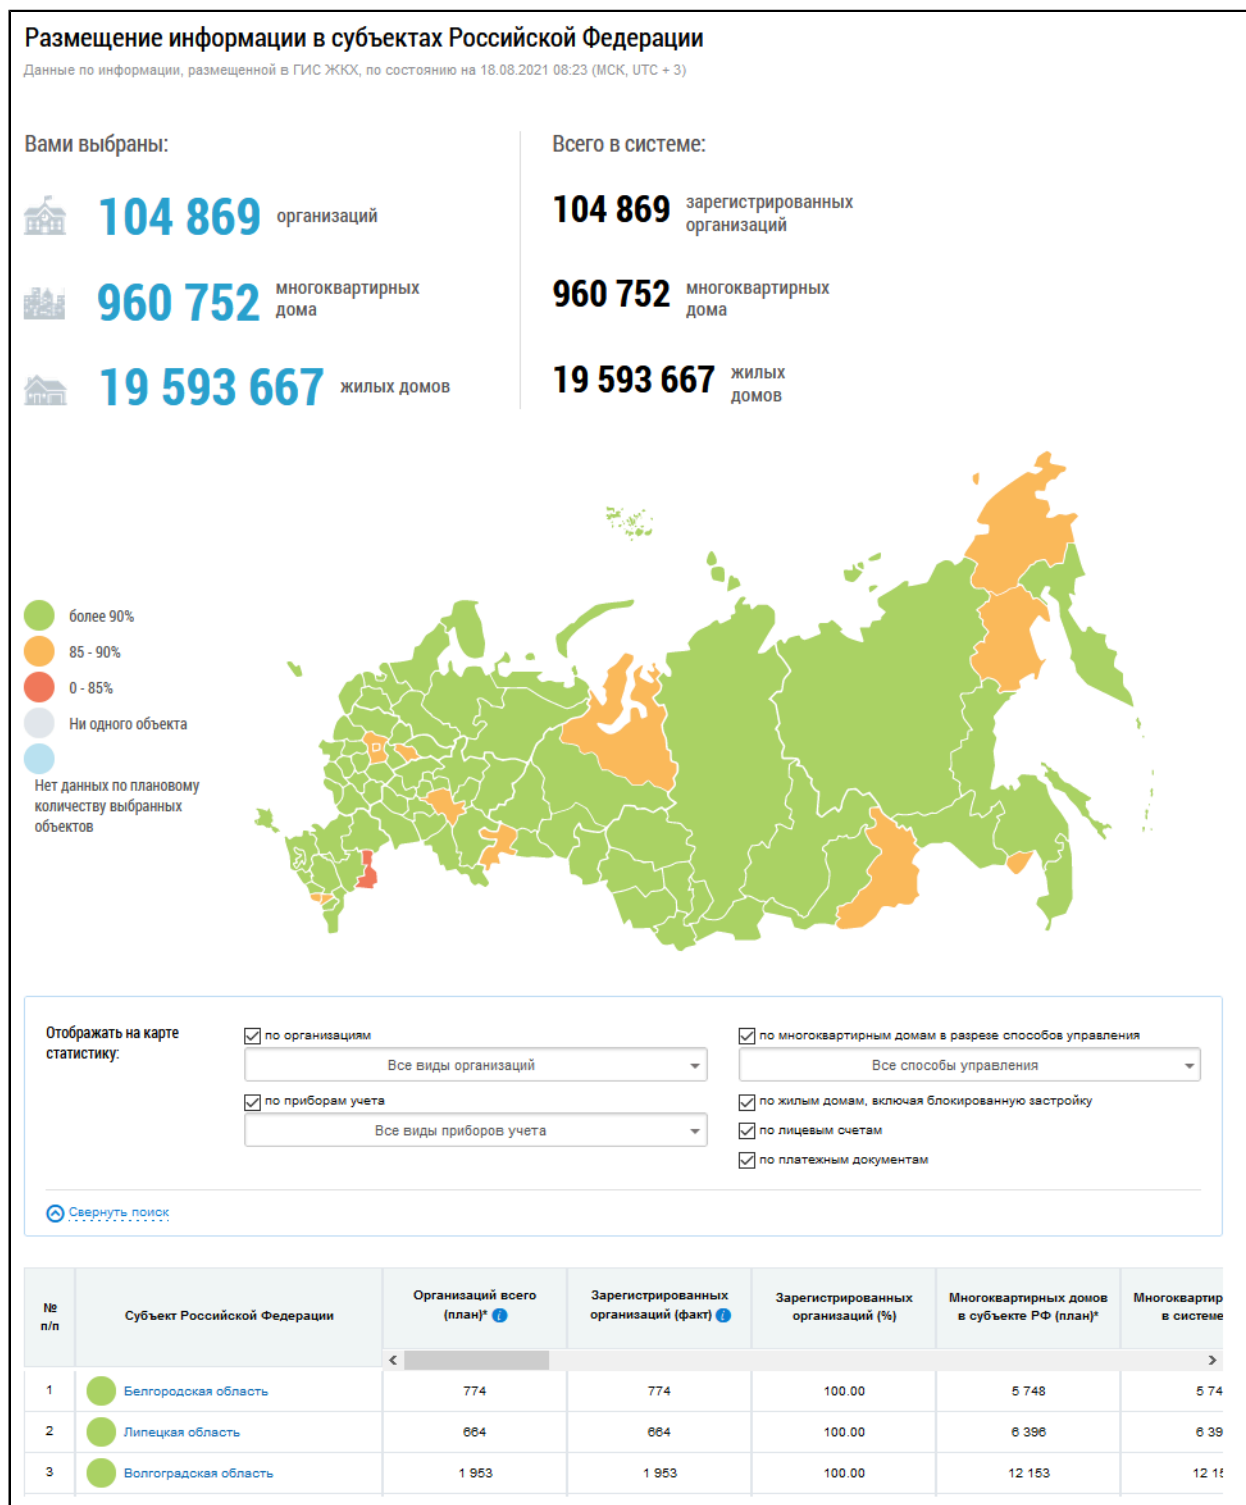 Размещение информации в субъектах Российской Федерации
Данные по информации, размещенной в ГИС ЖКХ, по состоянию на 18.08.2021 08:23 (МСК, UTC + 3)
Вами выбраны:
104 869 организаций
960 752 многоквартирных
дома
19 593 667 жилых домов
Всего в системе:
104 869 зарегистрированных
организаций
960 752 многоквартирных
дома
19 593 667 жилых
домов
более 90%
85 - 90%
0 - 85%
Ни одного объекта
Нет данных по плановому
количеству выбранных
объектов
Отображать на карте
статистику:
по организациям
Все виды организаций
по приборам учета
Все виды приборов учета
по многоквартирным домам в разрезе способов управления
Все способы управления
по жилым домам, включая блокированную застройку
по лицевым счетам
по платежным документам
Свернуть поиск
№
п/п
Субъект Российской Федерации
Организаций всего
(план)*
Зарегистрированных
организаций (факт)
Зарегистрированных
организаций (%)
Многоквартирных домов
в субъекте РФ (план)*
Многоквартир
в системе
1 Белгородская область 774 774 100.00 5 748 5 74
2 Липецкая область 664 664 100.00 6 396 6 39
3 Волгоградская область 1 953 1 953 100.00 12 153 12 15